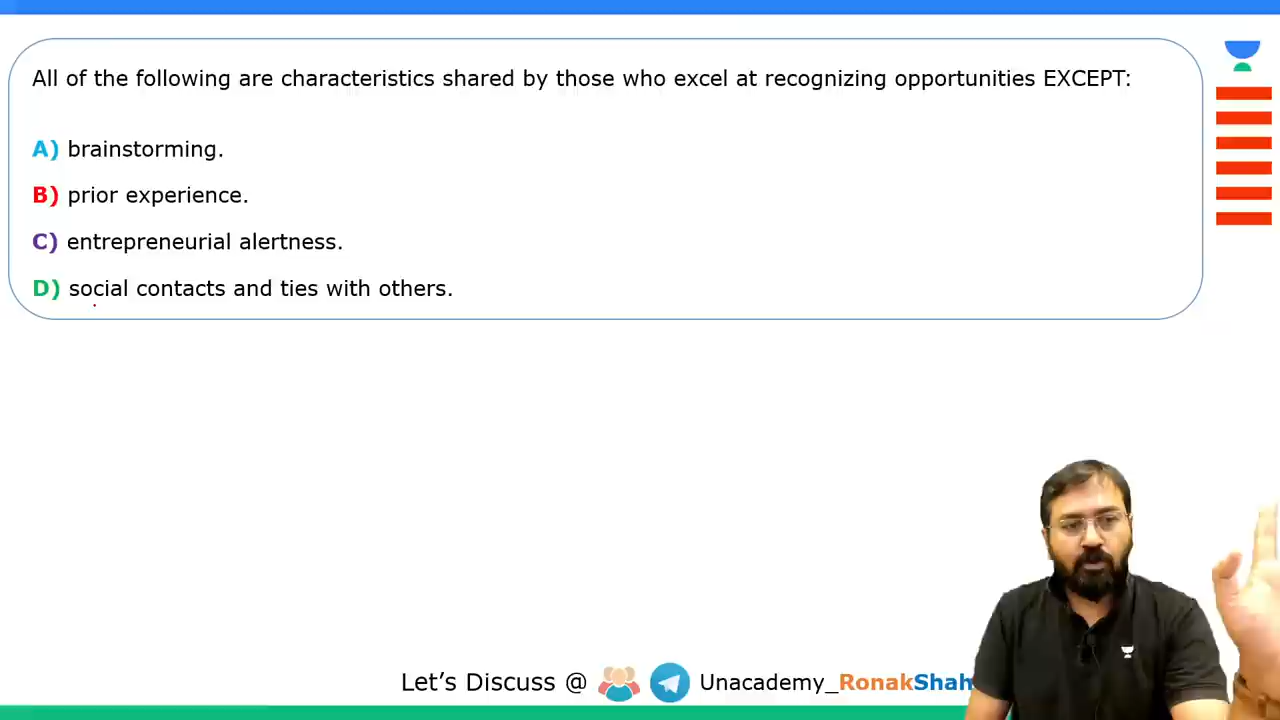 All of the following are characteristics shared by those who excel at recognizing opportunities EXCEPT:
A) brainstorming.
B) prior experience.
C) entrepreneurial alertness.
D) social contacts and ties with others.
Let’s Discuss @ Unacademy_RonakShah